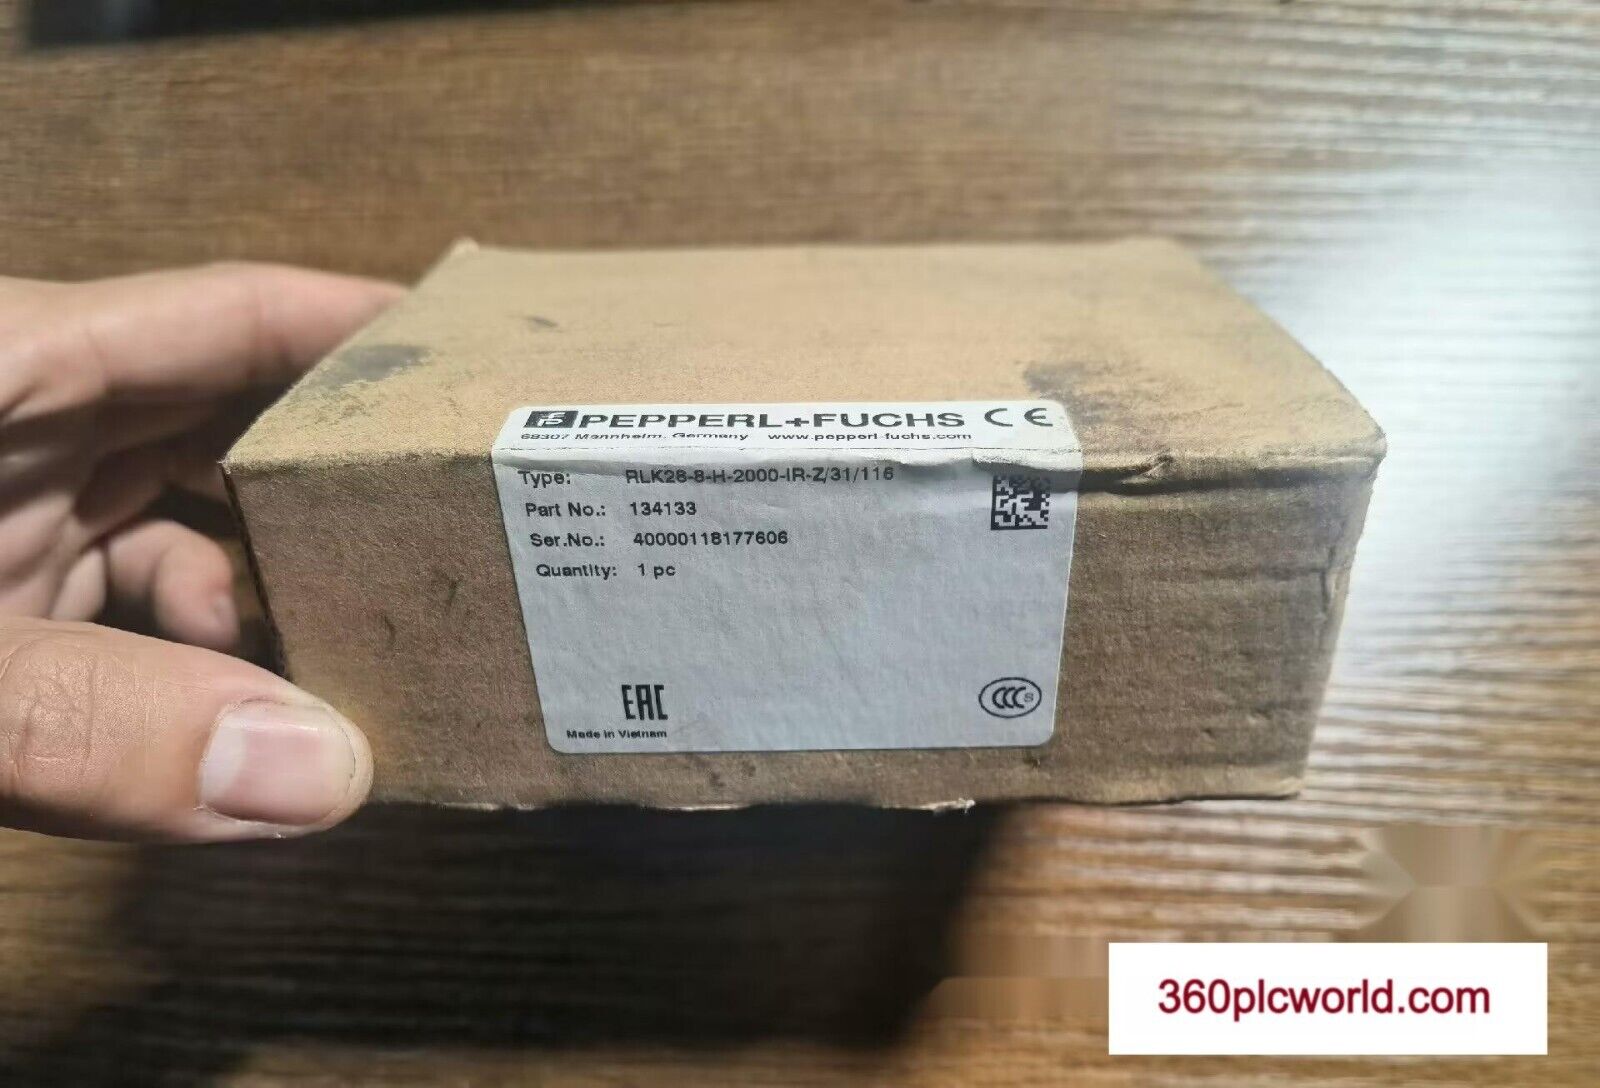 PEPPERL+FUCHS CE
68307 Mannheim, Germany www.pepperl-fuchs.com
Type: RLK28-8-H-2000-IR-Z/31/116
Part No.: 134133
Ser.No.: 40000118177606
Quantity: 1 pc
EAC
CCC S
Made in Vietnam
360plcworld.com